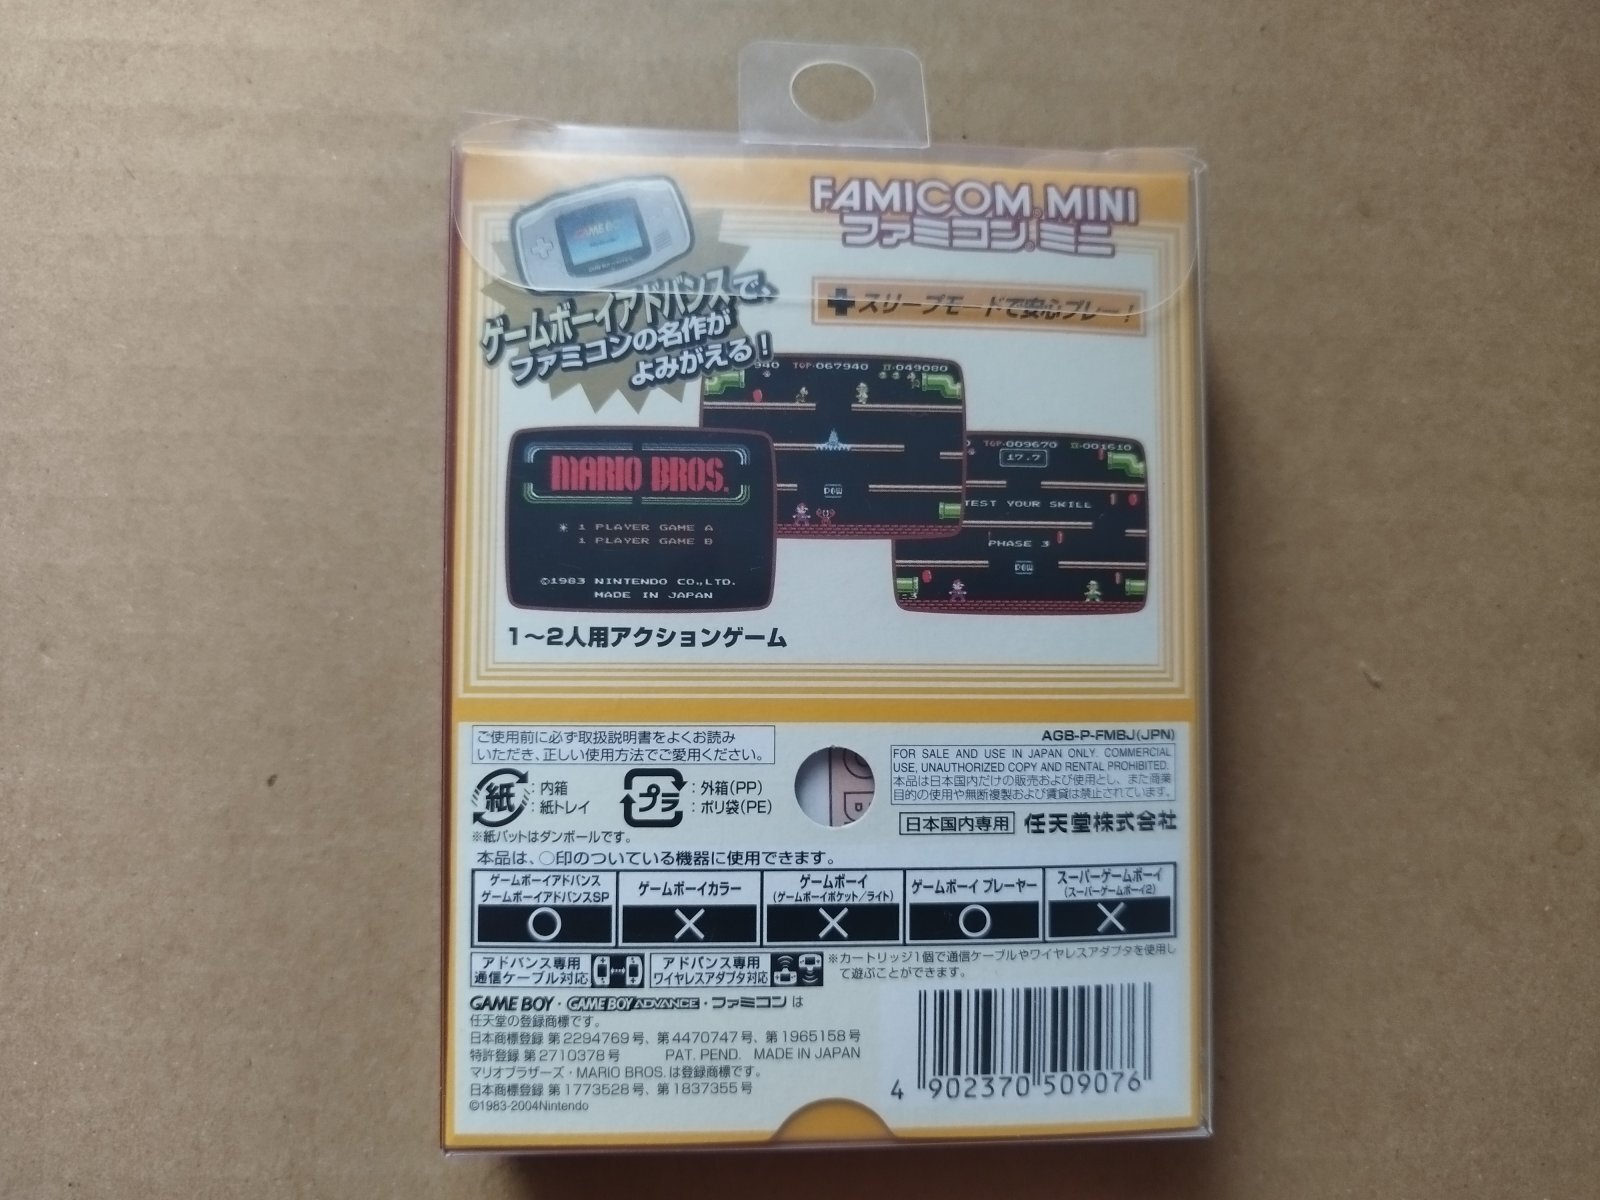 FAMICOM MINI
ファミコンミニ
GAME BOY
ゲームボーイアドバンスで、
ファミコンの名作が
よみがえる!
スリープモードで安心プレー!
940 TOP-067940 II-049080
POW
TOP-009670 II-001610
17.7
TEST YOUR SKILL
PHASE 3
POW
MARIO BROS.
1 PLAYER GAME A
1 PLAYER GAME B
©1983 NINTENDO CO.,LTD.
MADE IN JAPAN
1〜2人用アクションゲーム
ご使用前に必ず取扱説明書をよくお読み
いただき、正しい使用方法でご愛用ください。
紙 :内箱
:紙トレイ
プラ :外箱(PP)
:ポリ袋(PE)
※紙パットはダンボールです。
AGB-P-FMBJ(JPN)
FOR SALE AND USE IN JAPAN ONLY. COMMERCIAL
USE, UNAUTHORIZED COPY AND RENTAL PROHIBITED.
本品は日本国内だけの販売および使用とし、また商業
目的の使用や無断複製および賃貸は禁止されています。
日本国内専用 任天堂株式会社
本品は、○印のついている機器に使用できます。
ゲームボーイアドバンス
ゲームボーイアドバンスSP
○
ゲームボーイカラー
×
ゲームボーイ
(ゲームボーイポケット/ライト)
×
ゲームボーイ プレーヤー
○
スーパーゲームボーイ
(スーパーゲームボーイ2)
×
アドバンス専用
通信ケーブル対応
アドバンス専用
ワイヤレスアダプタ対応
※カートリッジ1個で通信ケーブルやワイヤレスアダプタを使用し
て遊ぶことができます。
GAME BOY・GAME BOY ADVANCE・ファミコンは
任天堂の登録商標です。
日本商標登録 第2294769号、第4470747号、第1965158号
特許登録 第2710378号 PAT. PEND. MADE IN JAPAN
マリオブラザーズ・MARIO BROS.は登録商標です。
日本商標登録 第1773528号、第1837355号
©1983-2004Nintendo
4 902370 509076